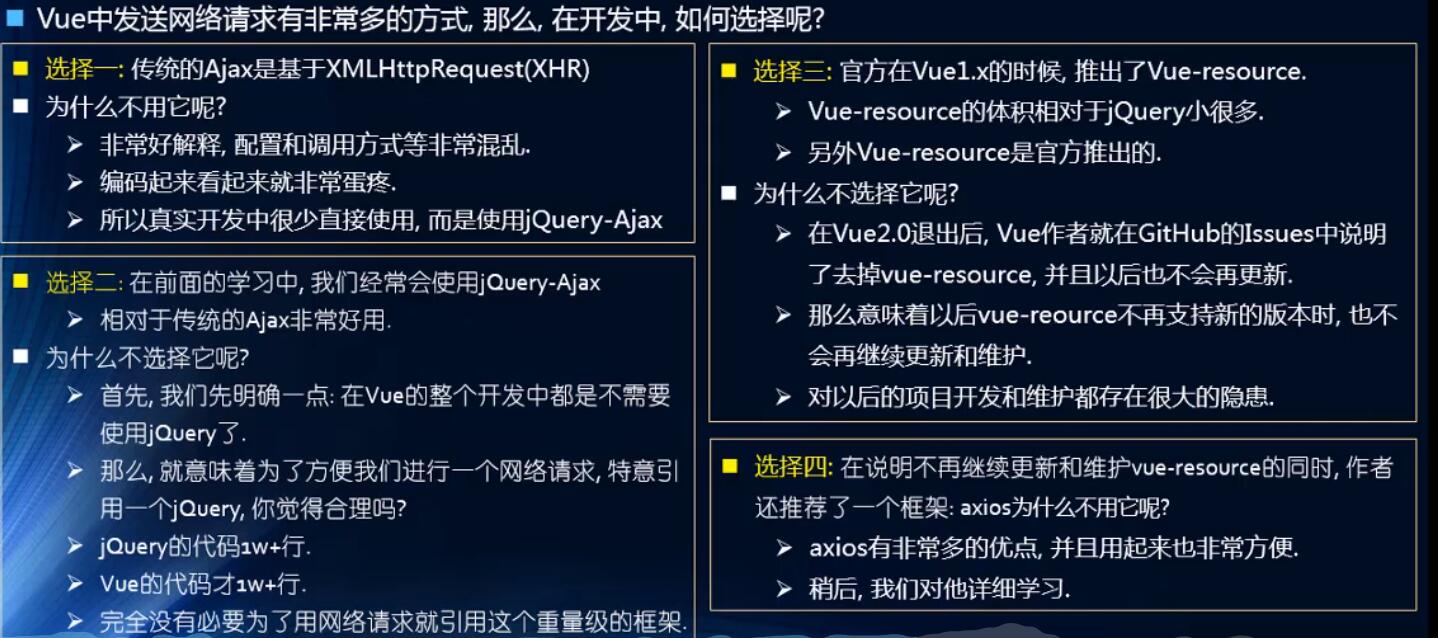 Vue中发送网络请求有非常多的方式, 那么, 在开发中, 如何选择呢?
选择一: 传统的Ajax是基于XMLHttpRequest(XHR)
为什么不用它呢?
非常好解释, 配置和调用方式等非常混乱.
编码起来看起来就非常蛋疼.
所以真实开发中很少直接使用, 而是使用jQuery-Ajax
选择二: 在前面的学习中, 我们经常会使用jQuery-Ajax
相对于传统的Ajax非常好用.
为什么不选择它呢?
首先, 我们先明确一点: 在Vue的整个开发中都是不需要
使用jQuery了.
那么, 就意味着为了方便我们进行一个网络请求, 特意引
用一个jQuery, 你觉得合理吗?
jQuery的代码1w+行.
Vue的代码才1w+行.
完全没有必要为了用网络请求就引用这个重量级的框架.
选择三: 官方在Vue1.x的时候, 推出了Vue-resource.
Vue-resource的体积相对于jQuery小很多.
另外Vue-resource是官方推出的.
为什么不选择它呢?
在Vue2.0退出后, Vue作者就在GitHub的Issues中说明
了去掉vue-resource, 并且以后也不会再更新.
那么意味着以后vue-reource不再支持新的版本时, 也不
会再继续更新和维护.
对以后的项目开发和维护都存在很大的隐患.
选择四: 在说明不再继续更新和维护vue-resource的同时, 作者
还推荐了一个框架: axios为什么不用它呢?
axios有非常多的优点, 并且用起来也非常方便.
稍后, 我们对他详细学习.